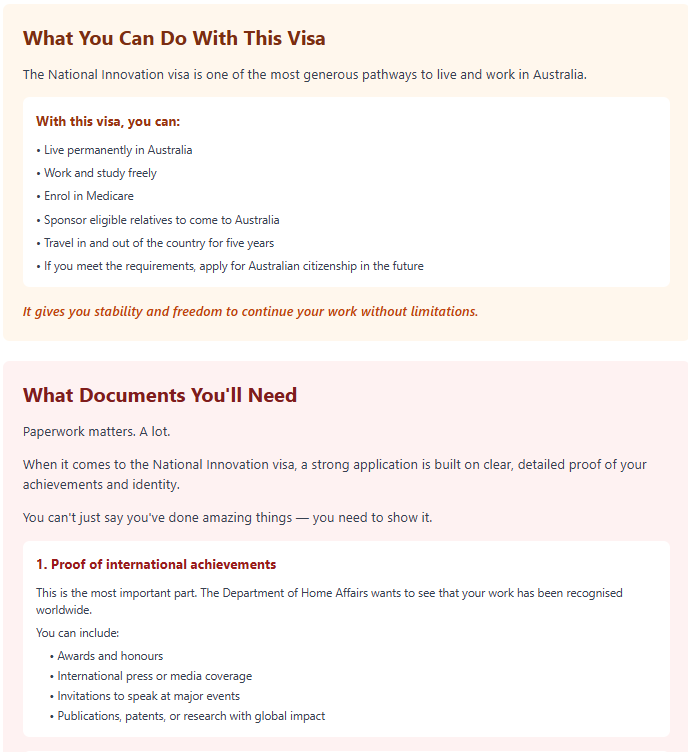 What You Can Do With This Visa
The National Innovation visa is one of the most generous pathways to live and work in Australia.
With this visa, you can:
• Live permanently in Australia
• Work and study freely
• Enrol in Medicare
• Sponsor eligible relatives to come to Australia
• Travel in and out of the country for five years
• If you meet the requirements, apply for Australian citizenship in the future
It gives you stability and freedom to continue your work without limitations.
What Documents You'll Need
Paperwork matters. A lot.
When it comes to the National Innovation visa, a strong application is built on clear, detailed proof of your
achievements and identity.
You can't just say you've done amazing things — you need to show it.
1. Proof of international achievements
This is the most important part. The Department of Home Affairs wants to see that your work has been recognised
worldwide.
You can include:
• Awards and honours
• International press or media coverage
• Invitations to speak at major events
• Publications, patents, or research with global impact